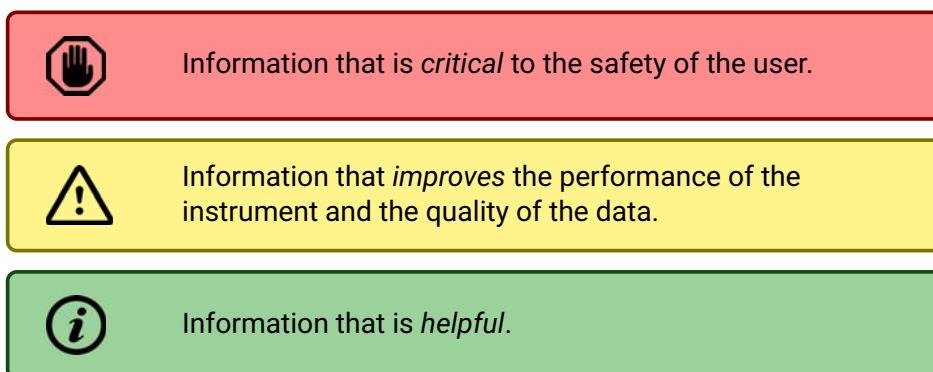 Information that is critical to the safety of the user.
Information that improves the performance of the
instrument and the quality of the data.
Information that is helpful.